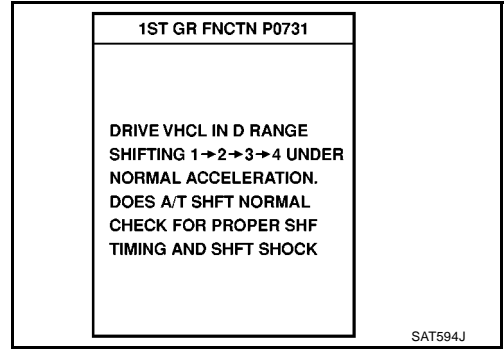 1ST GR FNCTN P0731
DRIVE VHCL IN D RANGE
SHIFTING 1→2→3→4 UNDER
NORMAL ACCELERATION.
DOES A/T SHFT NORMAL
CHECK FOR PROPER SHF
TIMING AND SHFT SHOCK
SAT594J